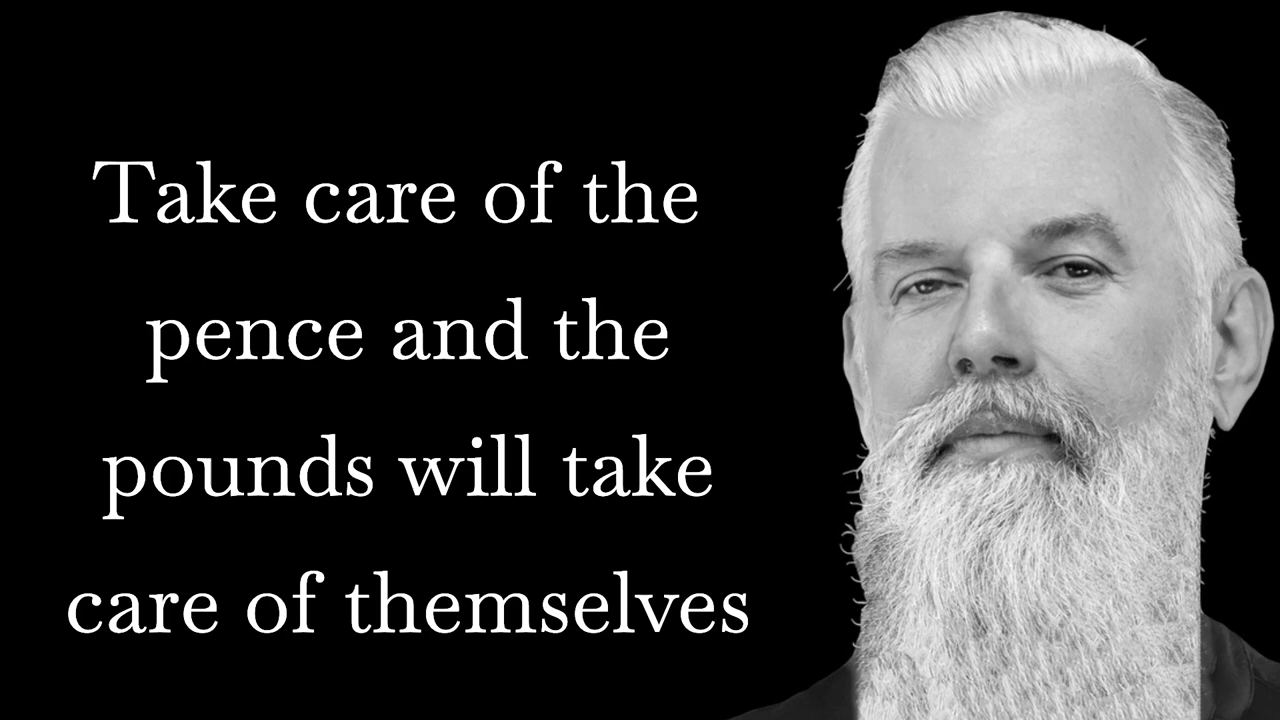 Take care of the
pence and the
pounds will take
care of themselves